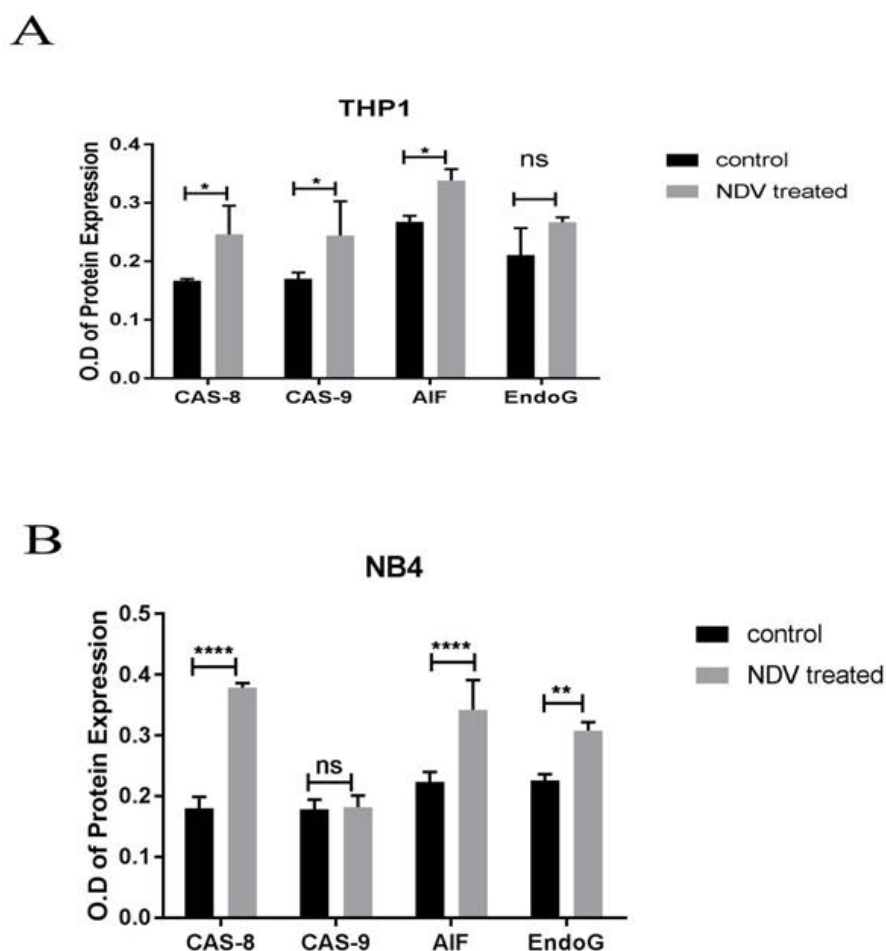 A
THP1
O.D of Protein Expression
0.4
0.3
0.2
0.1
0.0
*
*
*
ns
CAS-8
CAS-9
AIF
EndoG
control
NDV treated
B
NB4
O.D of Protein Expression
0.5
0.4
0.3
0.2
0.1
0.0
****
ns
****
**
CAS-8
CAS-9
AIF
EndoG
control
NDV treated